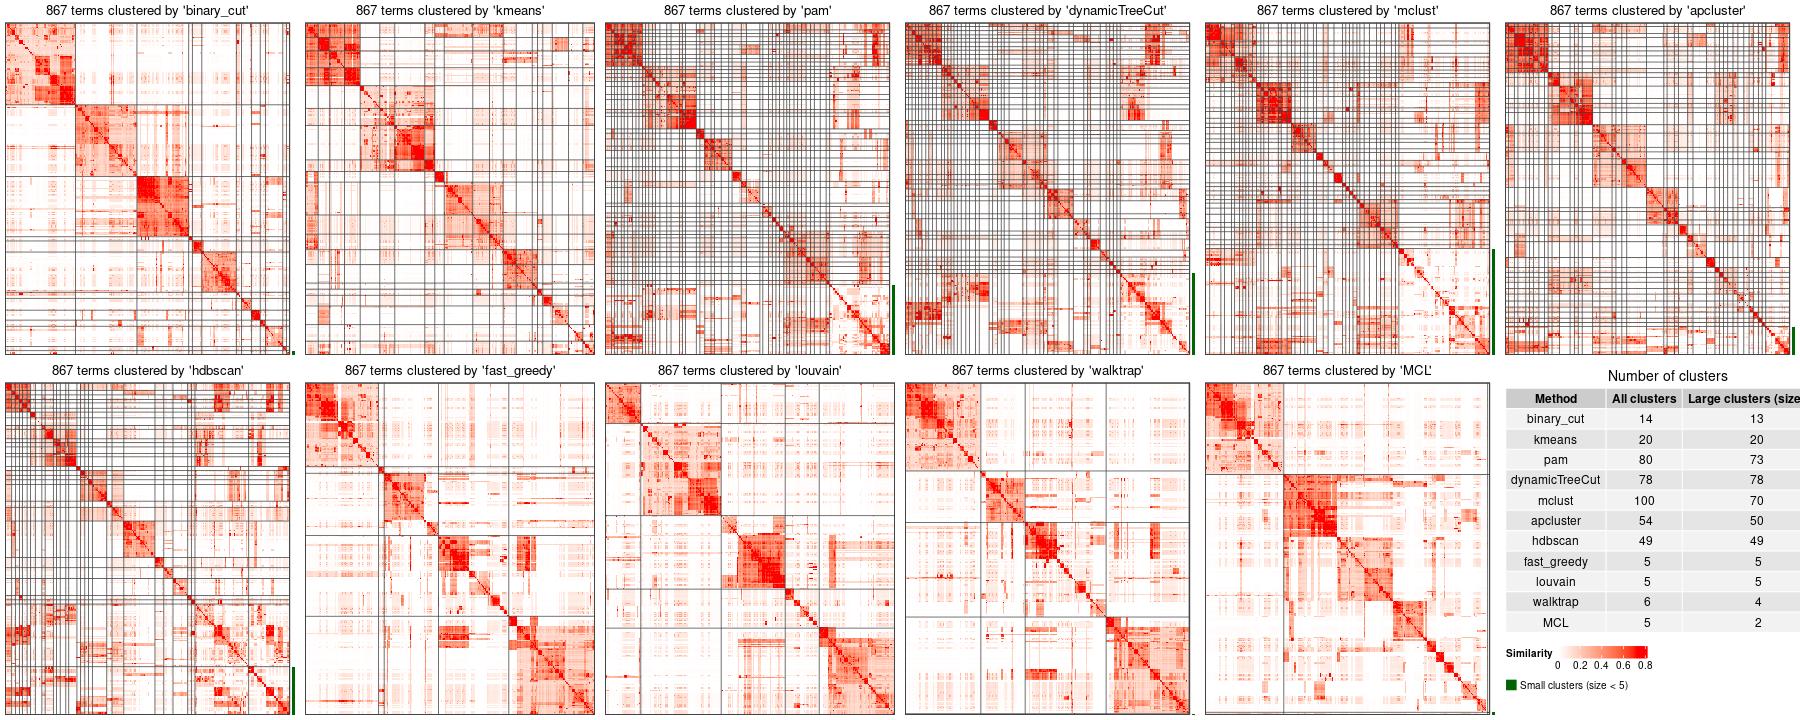 867 terms clustered by 'binary_cut'
867 terms clustered by 'kmeans'
867 terms clustered by 'pam'
867 terms clustered by 'dynamicTreeCut'
867 terms clustered by 'mclust'
867 terms clustered by 'apcluster'
867 terms clustered by 'hdbscan'
867 terms clustered by 'fast_greedy'
867 terms clustered by 'louvain'
867 terms clustered by 'walktrap'
867 terms clustered by 'MCL'
Number of clusters
Method All clusters Large clusters (size
binary_cut 14 13
kmeans 20 20
pam 80 73
dynamicTreeCut 78 78
mclust 100 70
apcluster 54 50
hdbscan 49 49
fast_greedy 5 5
louvain 5 5
walktrap 6 4
MCL 5 2
Similarity
0 0.2 0.4 0.6 0.8
Small clusters (size < 5)